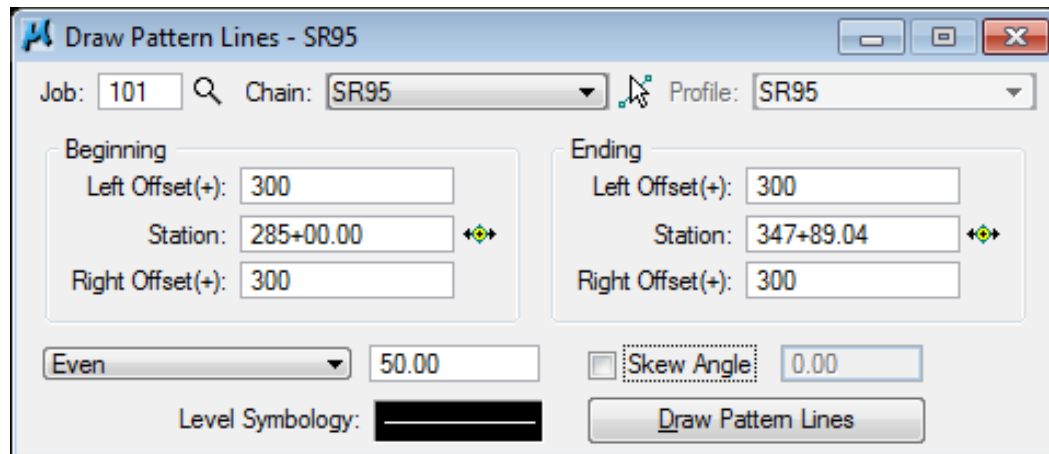 Draw Pattern Lines - SR95
Job: 101 Chain: SR95 Profile: SR95
Beginning Ending
Left Offset(+): 300 Left Offset(+): 300
Station: 285+00.00 Station: 347+89.04
Right Offset(+): 300 Right Offset(+): 300
Even 50.00 Skew Angle 0.00
Level Symbology: Draw Pattern Lines